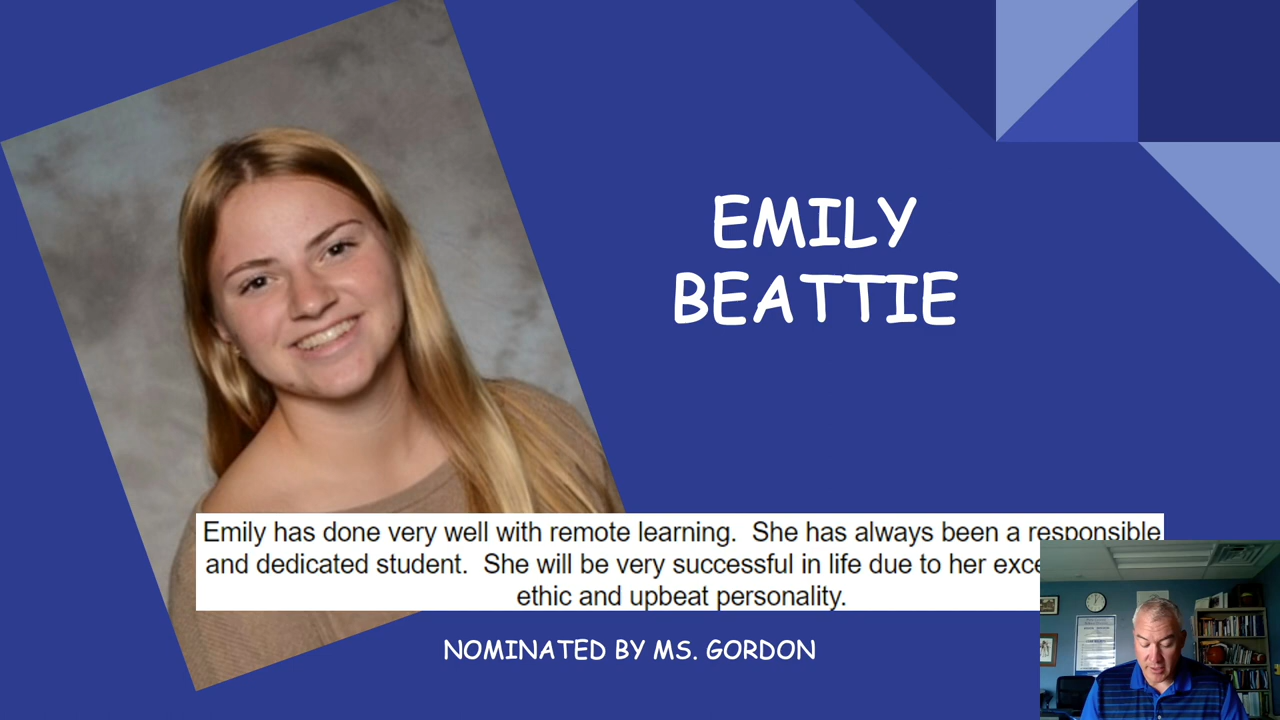 EMILY
BEATTIE
Emily has done very well with remote learning.  She has always been a responsible
and dedicated student.  She will be very successful in life due to her
ethic and upbeat personality.
NOMINATED BY MS. GORDON